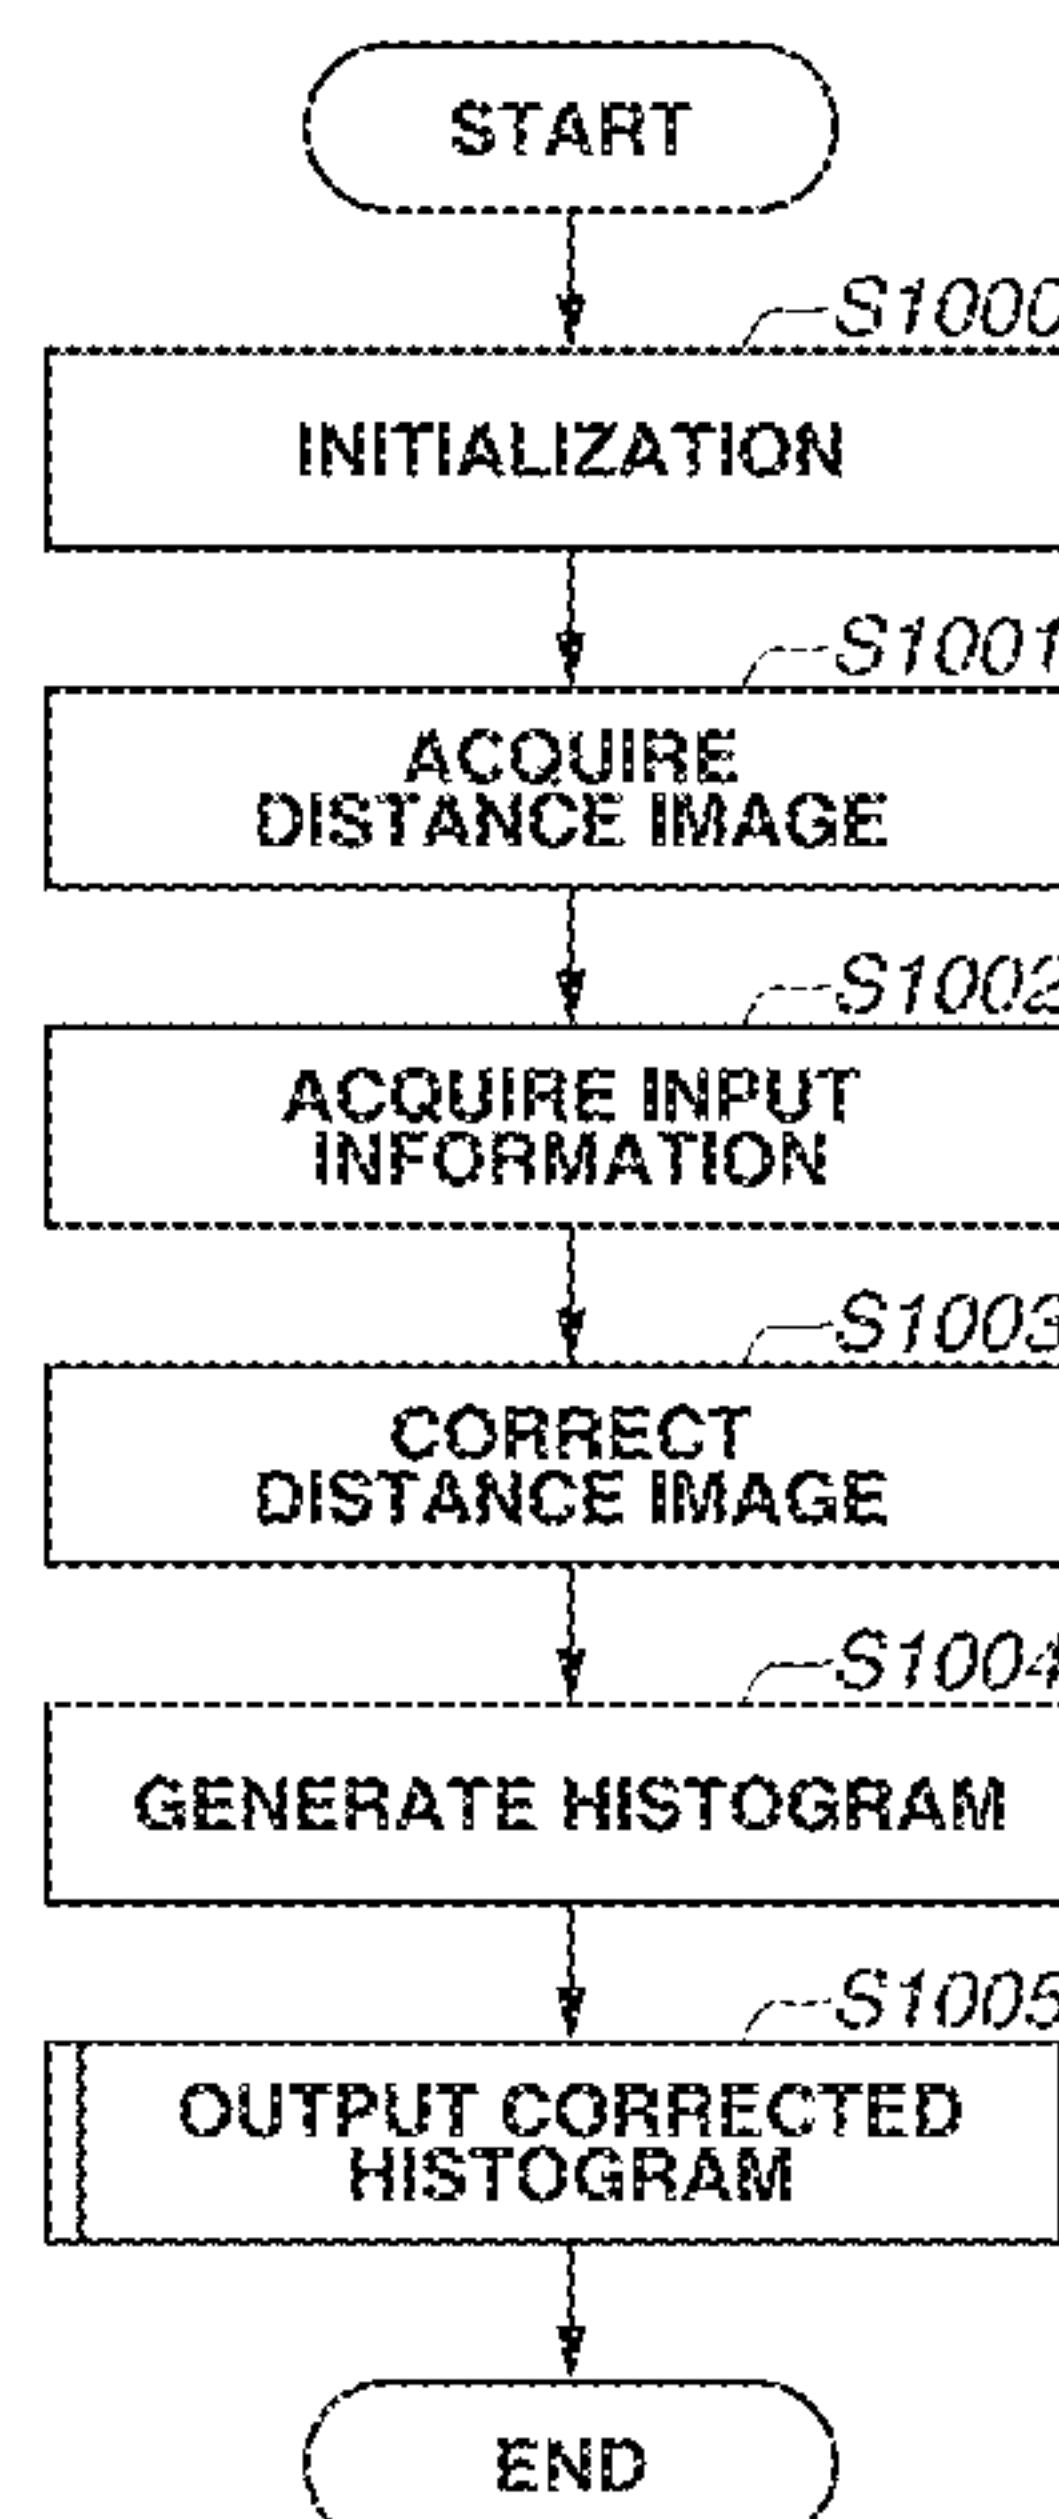 START
S1000
INITIALIZATION
S1001
ACQUIRE
DISTANCE IMAGE
S1002
ACQUIRE INPUT
INFORMATION
S1003
CORRECT
DISTANCE IMAGE
S1004
GENERATE HISTOGRAM
S1005
OUTPUT CORRECTED
HISTOGRAM
END